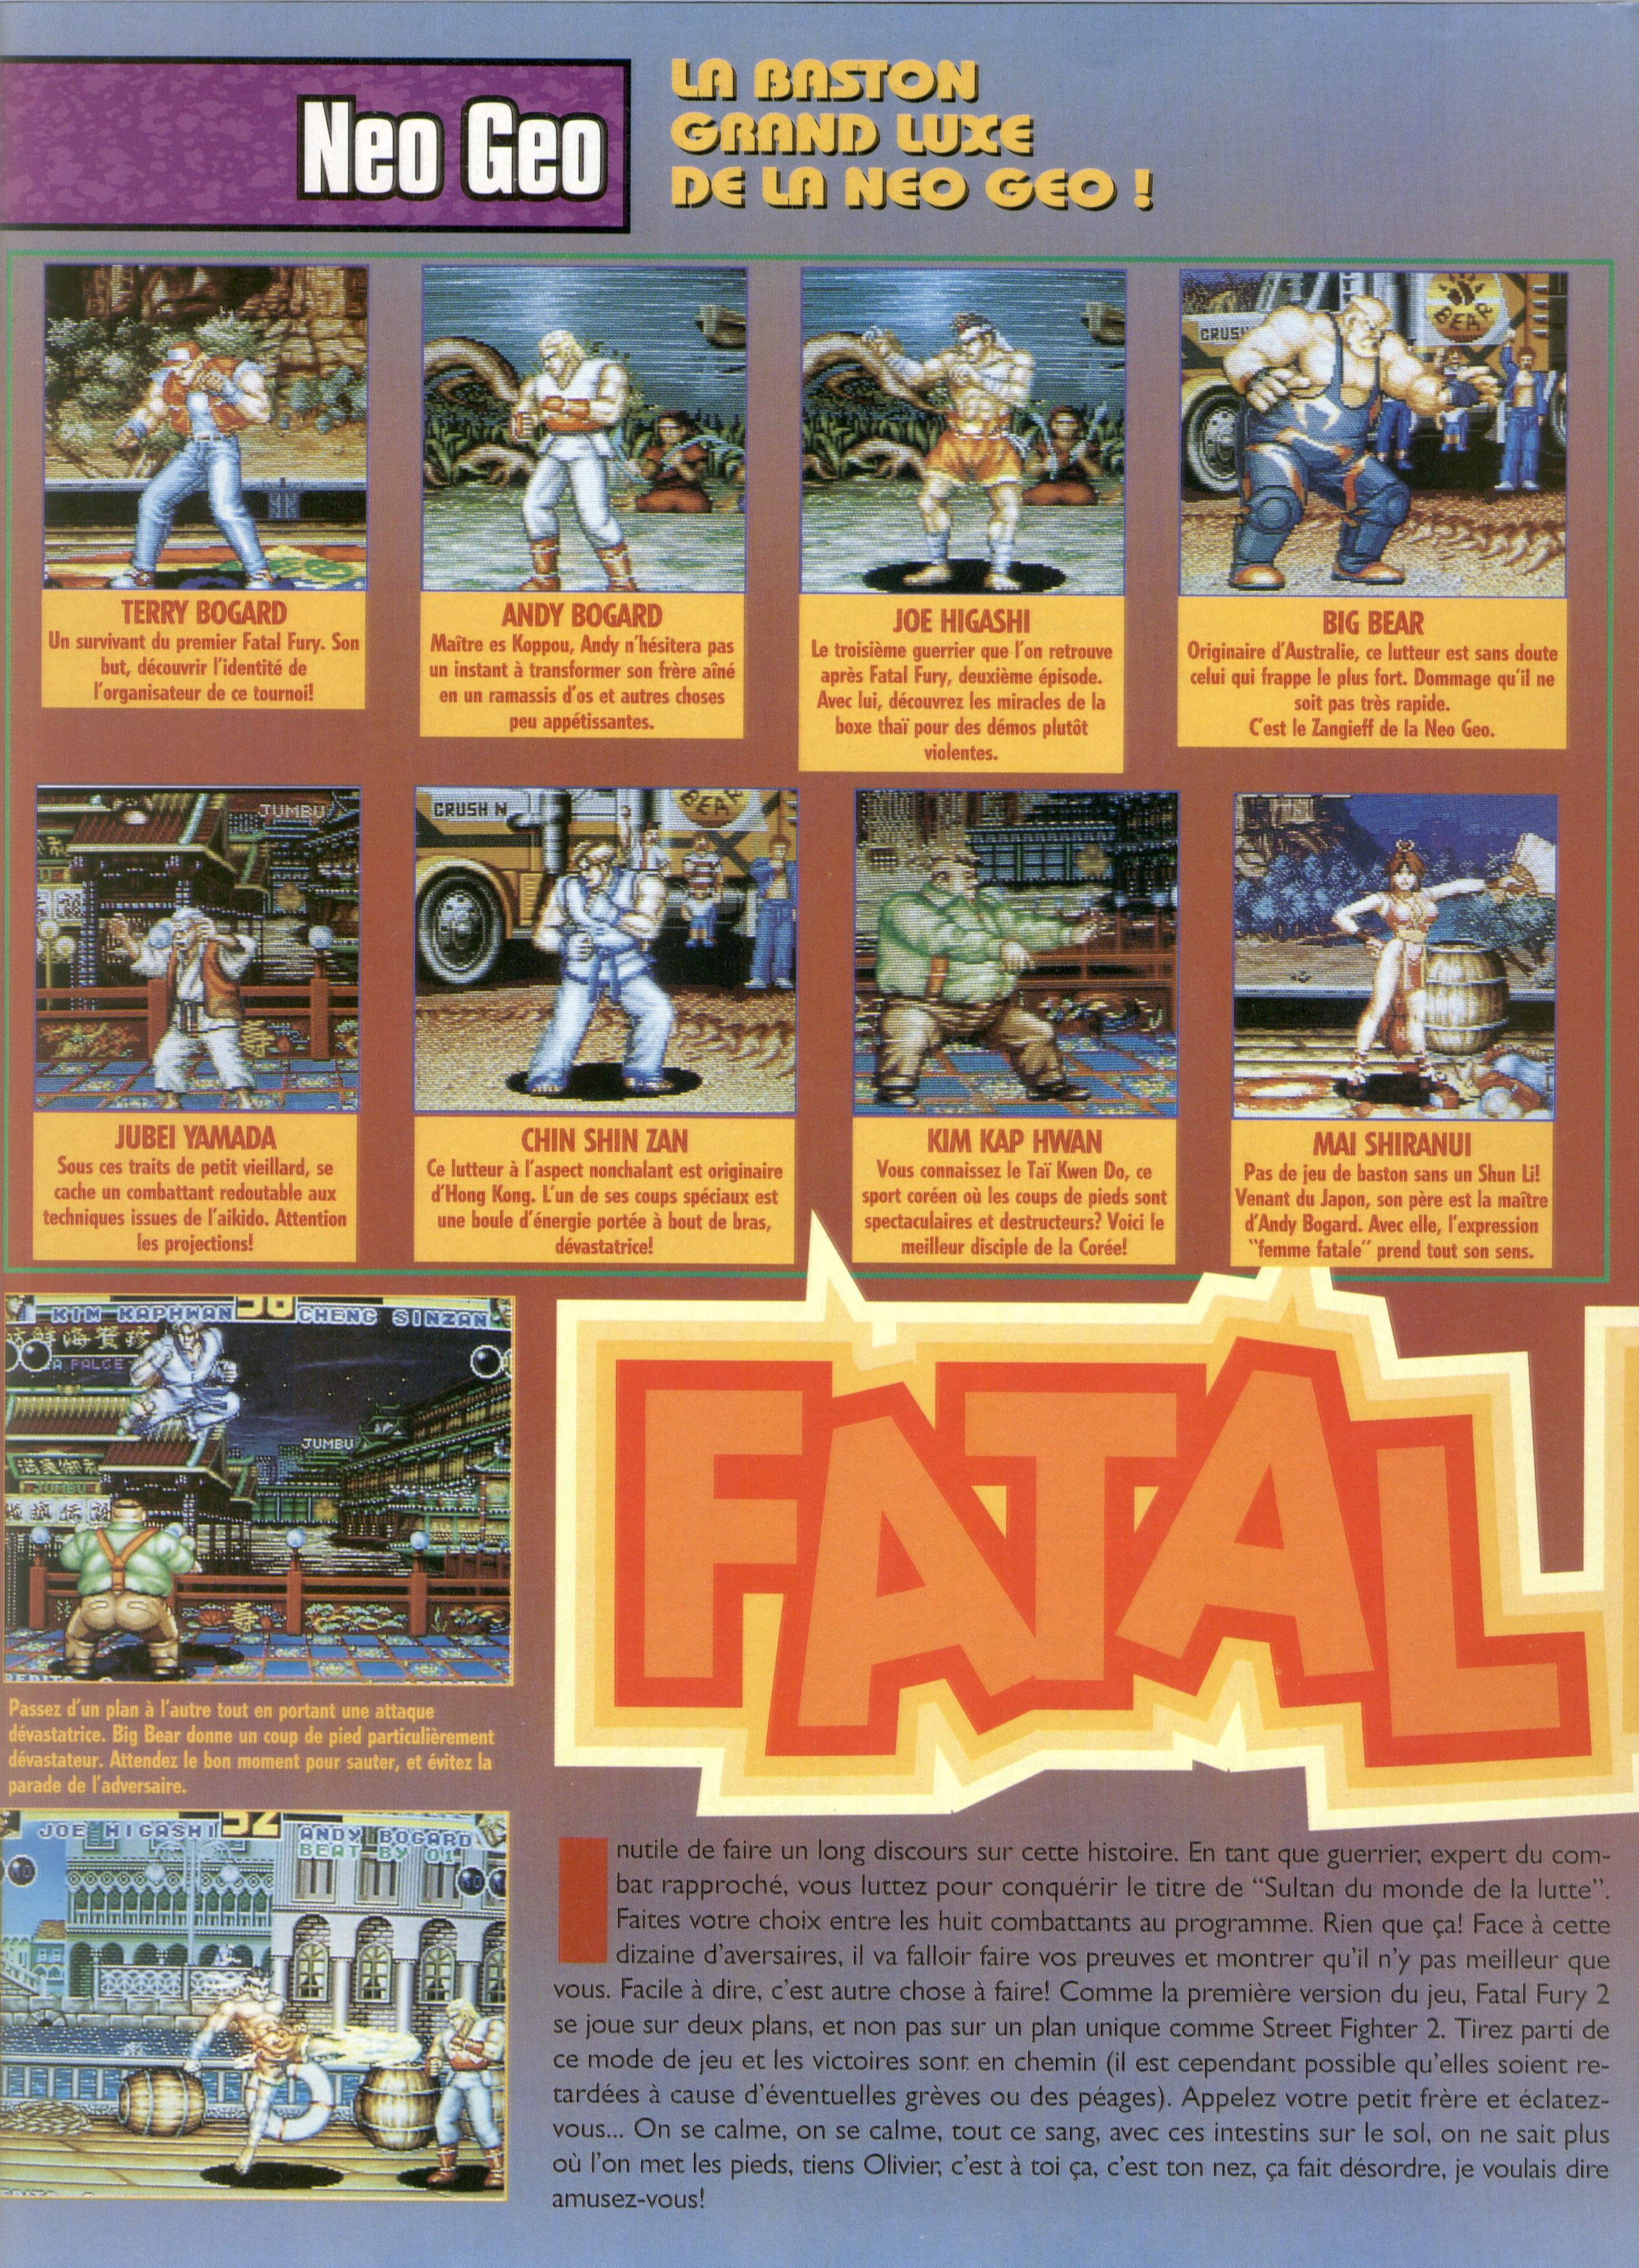 Neo Geo
LA BASTON
GRAND LUXE
DE LA NEO GEO !
CRUSH
BEAR
TERRY BOGARD
Un survivant du premier Fatal Fury. Son
but, découvrir l'identité de
l'organisateur de ce tournoi!
ANDY BOGARD
Maître es Koppou, Andy n'hésitera pas
un instant à transformer son frère aîné
en un ramassis d'os et autres choses
peu appétissantes.
JOE HIGASHI
Le troisième guerrier que l'on retrouve
après Fatal Fury, deuxième épisode.
Avec lui, découvrez les miracles de la
boxe thaï pour des démos plutôt
violentes.
BIG BEAR
Originaire d'Australie, ce lutteur est sans doute
celui qui frappe le plus fort. Dommage qu'il ne
soit pas très rapide.
C'est le Zangieff de la Neo Geo.
JUMBU
CRUSH N
BEAR
JUBEI YAMADA
Sous ces traits de petit vieillard, se
cache un combattant redoutable aux
techniques issues de l'aikido. Attention
les projections!
CHIN SHIN ZAN
Ce lutteur à l'aspect nonchalant est originaire
d'Hong Kong. L'un de ses coups spéciaux est
une boule d'énergie portée à bout de bras,
dévastatrice!
KIM KAP HWAN
Vous connaissez le Taï Kwen Do, ce
sport coréen où les coups de pieds sont
spectaculaires et destructeurs? Voici le
meilleur disciple de la Corée!
MAI SHIRANUI
Pas de jeu de baston sans un Shun Li!
Venant du Japon, son père est la maître
d'Andy Bogard. Avec elle, l'expression
"femme fatale" prend tout son sens.
KIM KAPHWAN
CHENG SINZAN
海
A PALCE
JUMBU
JUMBU
Passez d'un plan à l'autre tout en portant une attaque
dévastatrice. Big Bear donne un coup de pied particulièrement
dévastateur. Attendez le bon moment pour sauter, et évitez la
parade de l'adversaire.
JOE HIGASHI
ANDY BOGARD
BEAT BY 01
FATAL
Inutile de faire un long discours sur cette histoire. En tant que guerrier, expert du com-
bat rapproché, vous luttez pour conquérir le titre de "Sultan du monde de la lutte".
Faites votre choix entre les huit combattants au programme. Rien que ça! Face à cette
dizaine d'aversaires, il va falloir faire vos preuves et montrer qu'il n'y pas meilleur que
vous. Facile à dire, c'est autre chose à faire! Comme la première version du jeu, Fatal Fury 2
se joue sur deux plans, et non pas sur un plan unique comme Street Fighter 2. Tirez parti de
ce mode de jeu et les victoires sont en chemin (il est cependant possible qu'elles soient re-
tardées à cause d'éventuelles grèves ou des péages). Appelez votre petit frère et éclatez-
vous... On se calme, on se calme, tout ce sang, avec ces intestins sur le sol, on ne sait plus
où l'on met les pieds, tiens Olivier, c'est à toi ça, c'est ton nez, ça fait désordre, je voulais dire
amusez-vous!